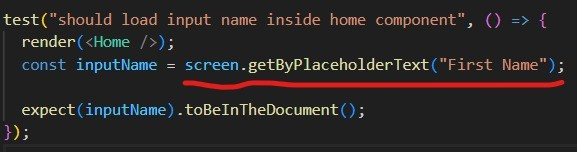 test("should load input name inside home component", () => {
render(<Home />);
const inputName = screen.getByPlaceholderText("First Name");
expect(inputName).toBeInTheDocument();
});